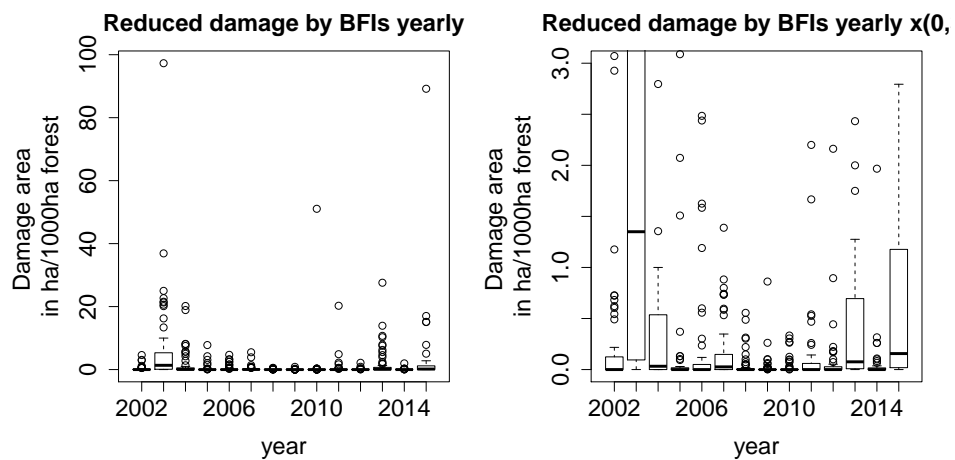 Reduced damage by BFIs yearly
Damage area
in ha/1000ha forest
100
80
60
40
20
0
2002 2006 2010 2014
year
Reduced damage by BFIs yearly x(0,
Damage area
in ha/1000ha forest
3.0
2.0
1.0
0.0
2002 2006 2010 2014
year